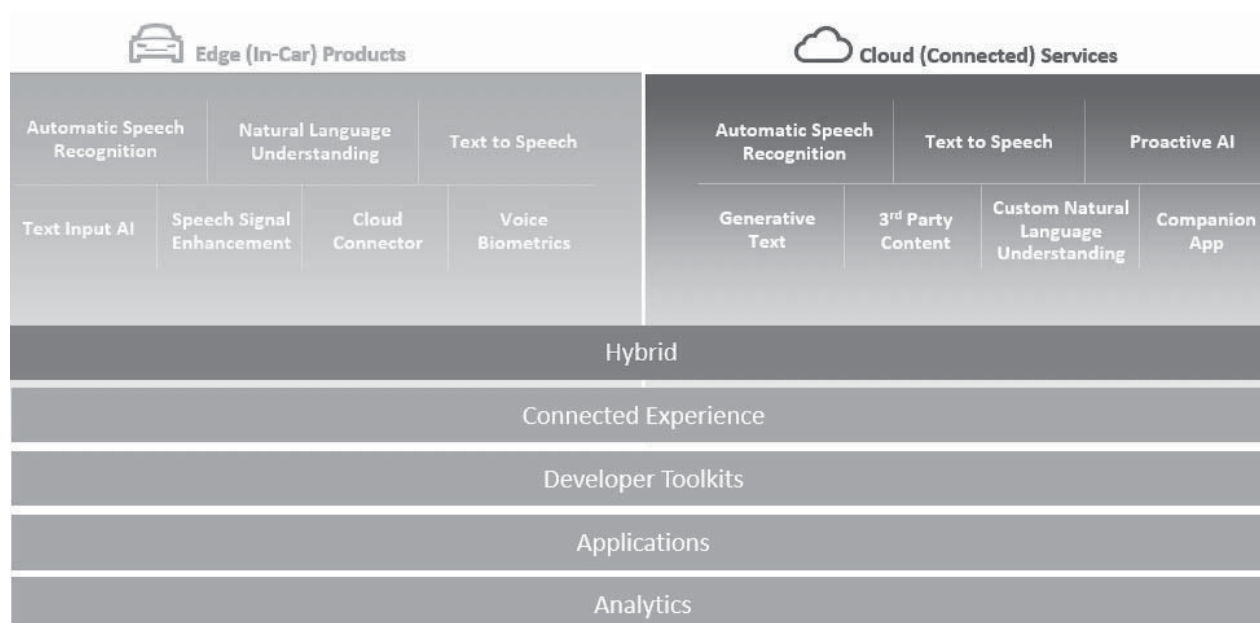 Edge (In-Car) Products
Cloud (Connected) Services
Automatic Speech
Recognition
Natural Language
Understanding
Text to Speech
Text Input AI
Speech Signal
Enhancement
Cloud
Connector
Voice
Biometrics
Automatic Speech
Recognition
Text to Speech
Proactive AI
Generative
Text
3rd Party
Content
Custom Natural
Language
Understanding
Companion
App
Hybrid
Connected Experience
Developer Toolkits
Applications
Analytics